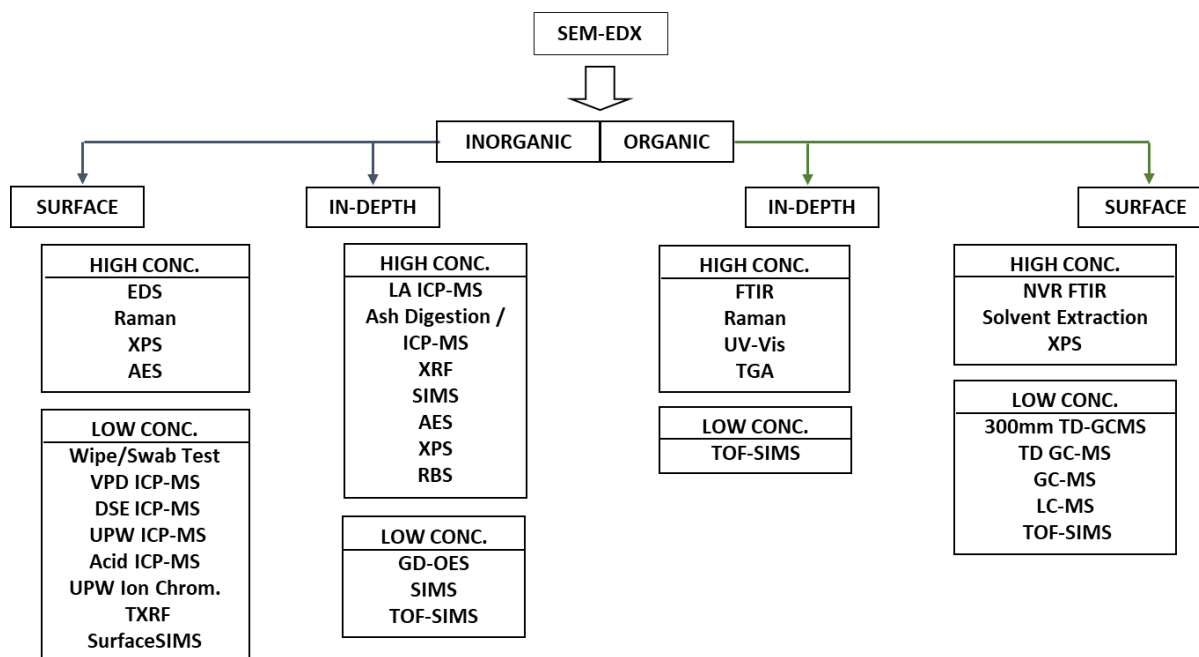 SEM-EDX
INORGANIC
ORGANIC
SURFACE
IN-DEPTH
IN-DEPTH
SURFACE
HIGH CONC.
EDS
Raman
XPS
AES
LOW CONC.
Wipe/Swab Test
VPD ICP-MS
DSE ICP-MS
UPW ICP-MS
Acid ICP-MS
UPW Ion Chrom.
TXRF
SurfaceSIMS
HIGH CONC.
LA ICP-MS
Ash Digestion /
ICP-MS
XRF
SIMS
AES
XPS
RBS
LOW CONC.
GD-OES
SIMS
TOF-SIMS
HIGH CONC.
FTIR
Raman
UV-Vis
TGA
LOW CONC.
TOF-SIMS
HIGH CONC.
NVR FTIR
Solvent Extraction
XPS
LOW CONC.
300mm TD-GCMS
TD GC-MS
GC-MS
LC-MS
TOF-SIMS